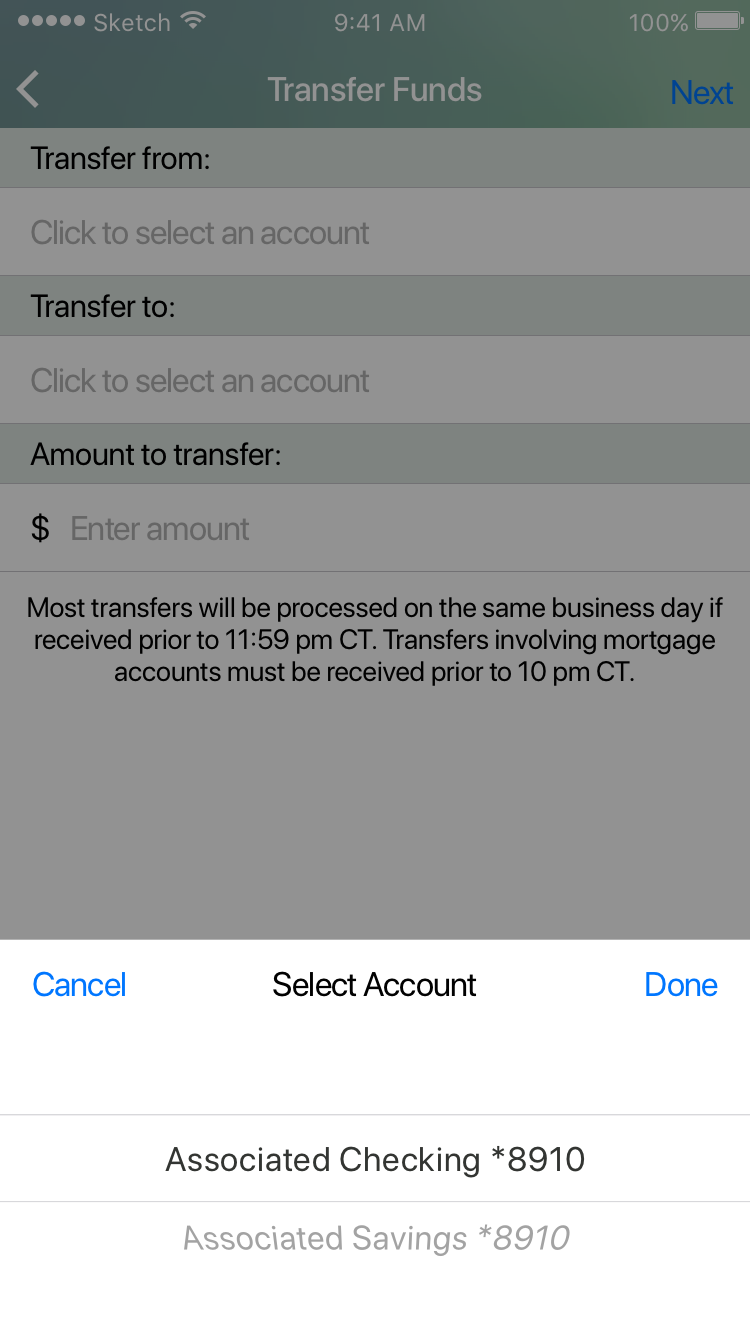 Sketch 9:41 AM 100%
Transfer Funds Next
Transfer from:
Click to select an account
Transfer to:
Click to select an account
Amount to transfer:
$ Enter amount
Most transfers will be processed on the same business day if
received prior to 11:59 pm CT. Transfers involving mortgage
accounts must be received prior to 10 pm CT.
Cancel Select Account Done
Associated Checking *8910
Associated Savings *8910